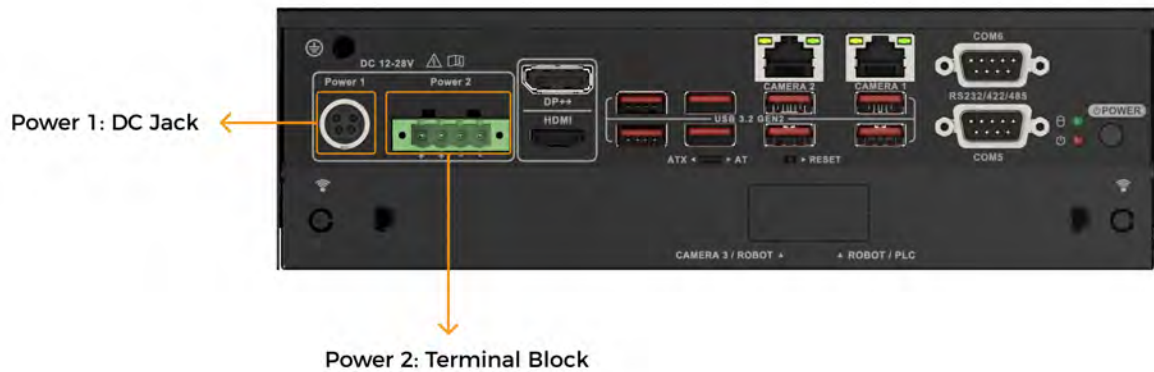 DC 12-28V
Power 1
Power 2
Power 1: DC Jack
DP++
HDMI
CAMERA 2
CAMERA 1
USB 3.2 GEN2
ATX ◄ ► AT
► RESET
COM6
RS232/422/485
COM5
POWER
CAMERA 3 / ROBOT ▲
▲ ROBOT / PLC
Power 2: Terminal Block